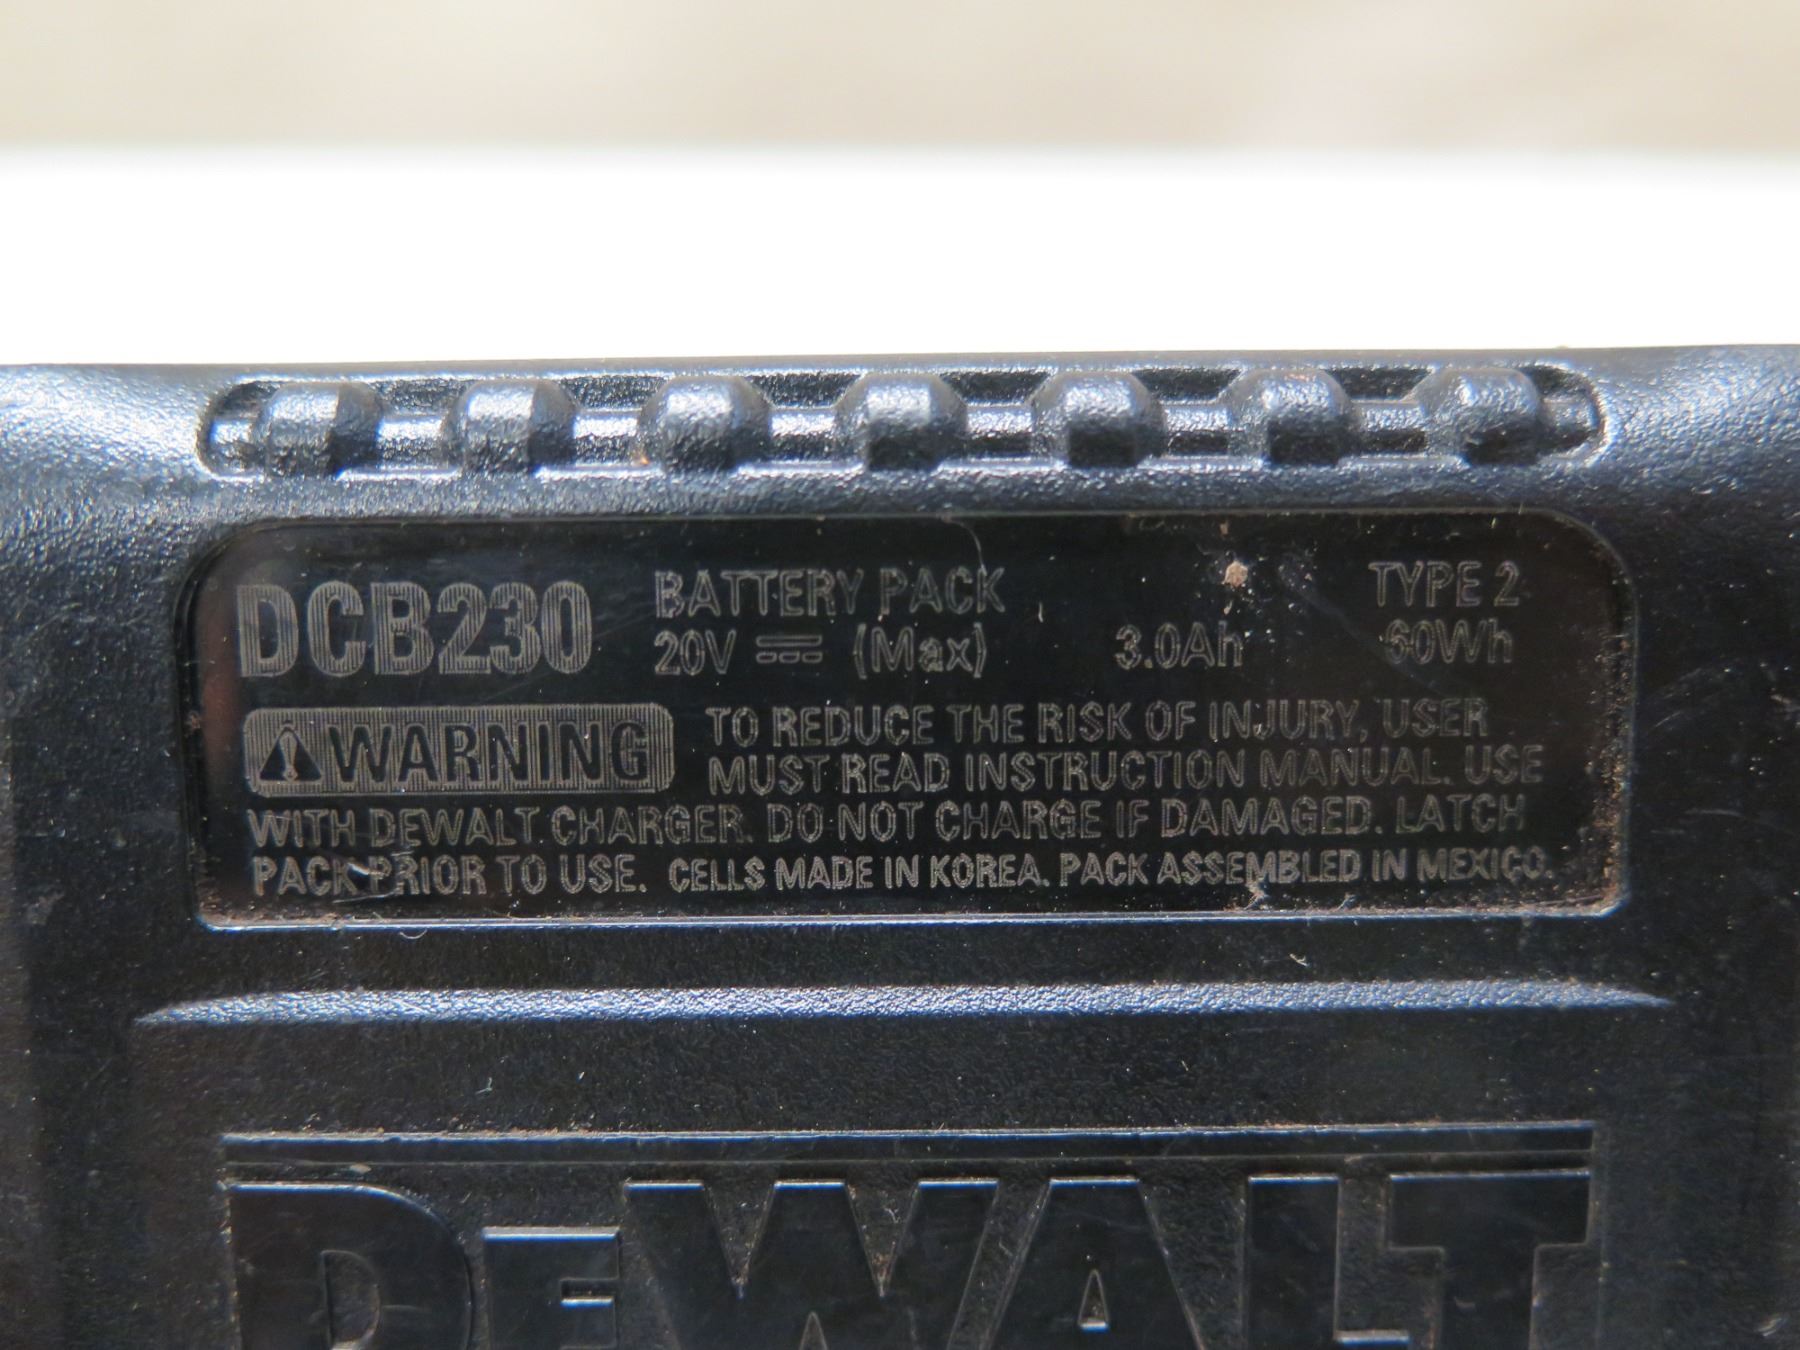 DCB230 BATTERY PACK TYPE 2
20V ⎓ (Max) 3.0Ah 60Wh
⚠WARNING TO REDUCE THE RISK OF INJURY, USER
MUST READ INSTRUCTION MANUAL. USE
WITH DEWALT CHARGER. DO NOT CHARGE IF DAMAGED. LATCH
PACK PRIOR TO USE. CELLS MADE IN KOREA. PACK ASSEMBLED IN MEXICO.
DEWALT